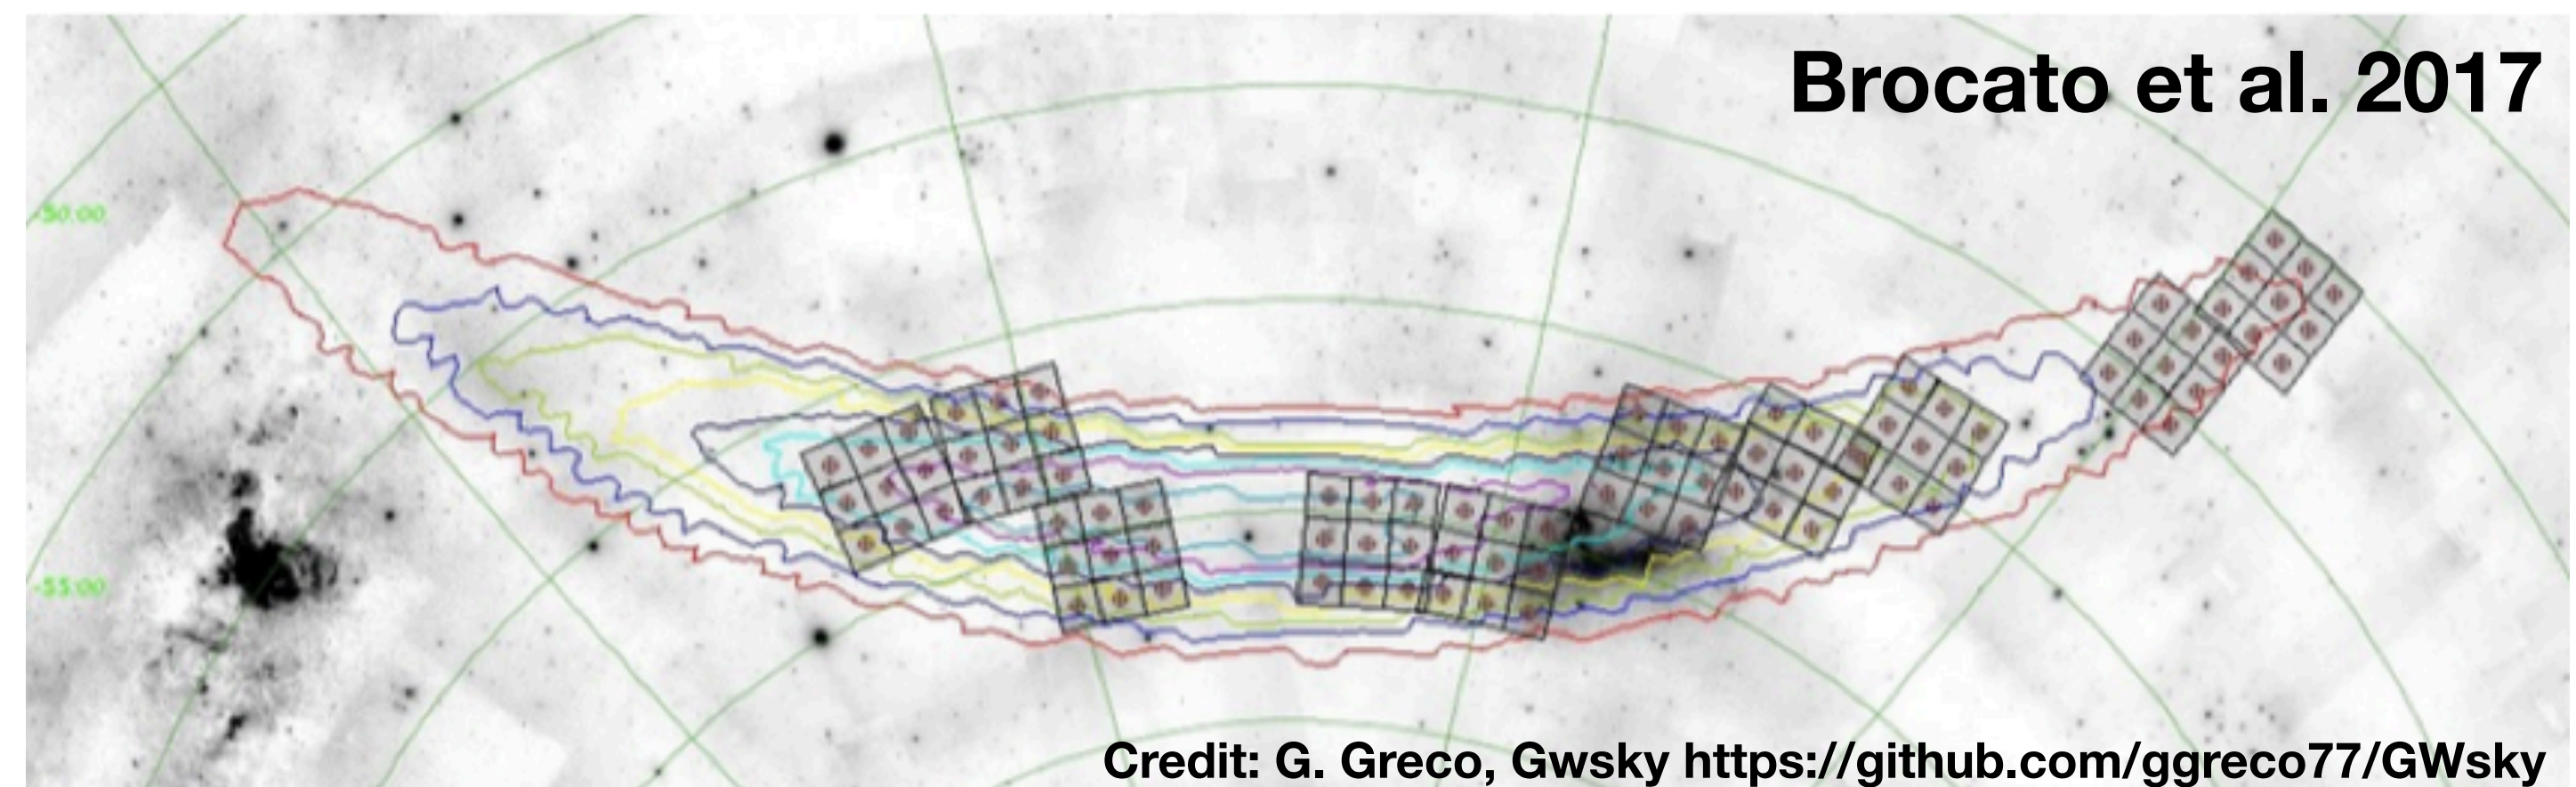 Brocato et al. 2017
-50:00
-55:00
Credit: G. Greco, Gwsky https://github.com/ggreco77/GWsky